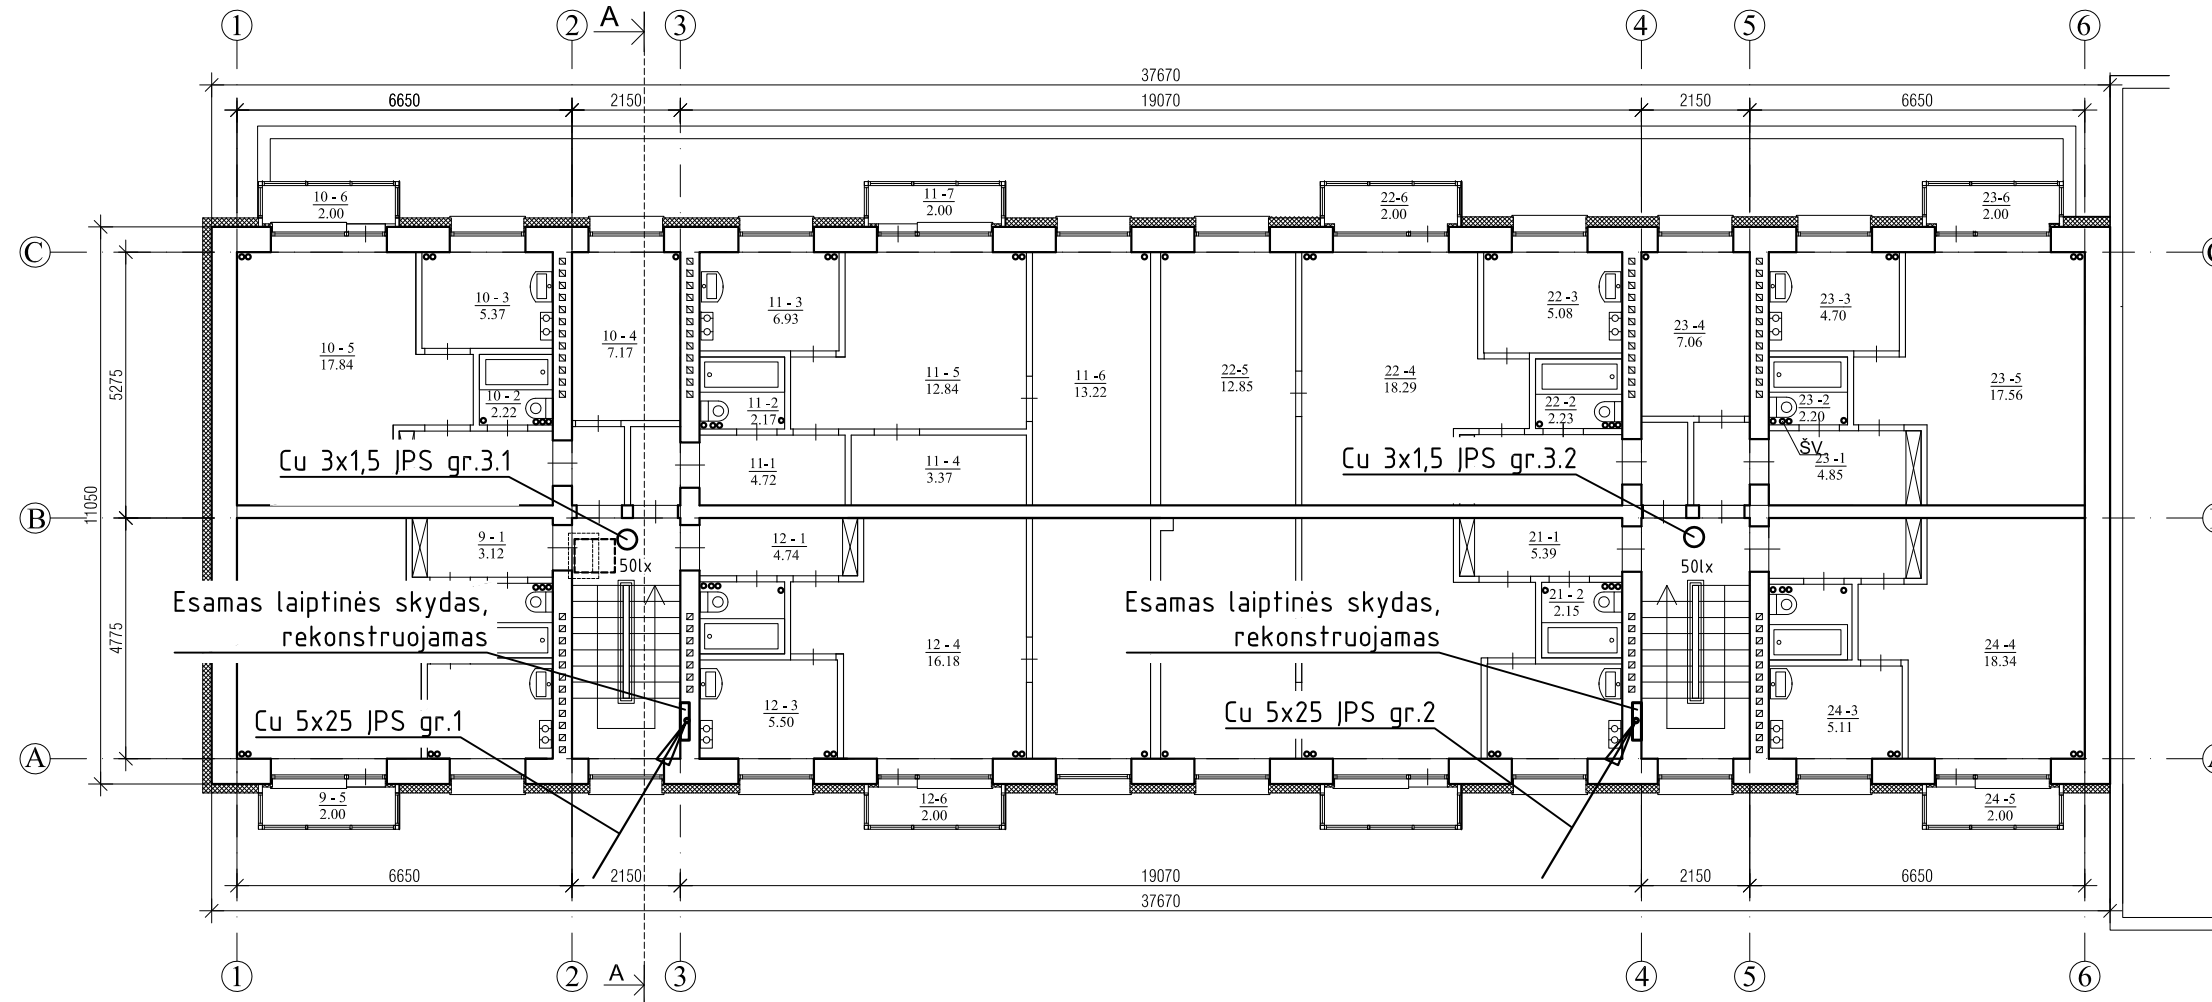 1 2 A 3 4 5 6
37670
6650 2150 19070 2150 6650
10 - 6
2.00
11 - 7
2.00
22-6
2.00
23-6
2.00
C
10 - 3
5.37
11 - 3
6.93
22 -3
5.08
23 -3
4.70
10 - 5
17.84
10 - 4
7.17
11 - 5
12.84
11 -6
13.22
22-5
12.85
22 -4
18.29
23 -4
7.06
23 -5
17.56
5275
10 - 2
2.22
11 -2
2.17
22 -2
2.23
23 -2
2.20
ŠV
Cu 3x1,5 JPS gr.3.1
11-1
4.72
11 - 4
3.37
Cu 3x1,5 JPS gr.3.2
23 -1
4.85
11050
B
9 - 1
3.12
12 - 1
4.74
21 -1
5.39
50lx
50lx
Esamas laiptinės skydas,
rekonstruojamas
Esamas laiptinės skydas,
rekonstruojamas
21 - 2
2.15
4775
12 - 4
16.18
24 -4
18.34
Cu 5x25 JPS gr.1
12 - 3
5.50
Cu 5x25 JPS gr.2
24 -3
5.11
A
9 - 5
2.00
12-6
2.00
24 -5
2.00
6650 2150 19070 2150 6650
37670
1 2 A 3 4 5 6